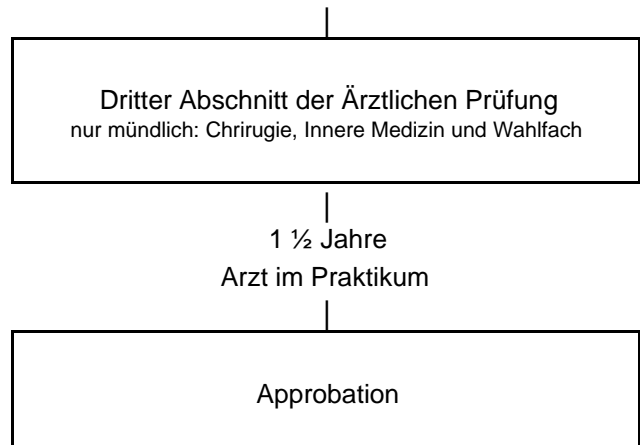 Dritter Abschnitt der Ärztlichen Prüfung
nur mündlich: Chrirugie, Innere Medizin und Wahlfach
1 ½ Jahre
Arzt im Praktikum
Approbation